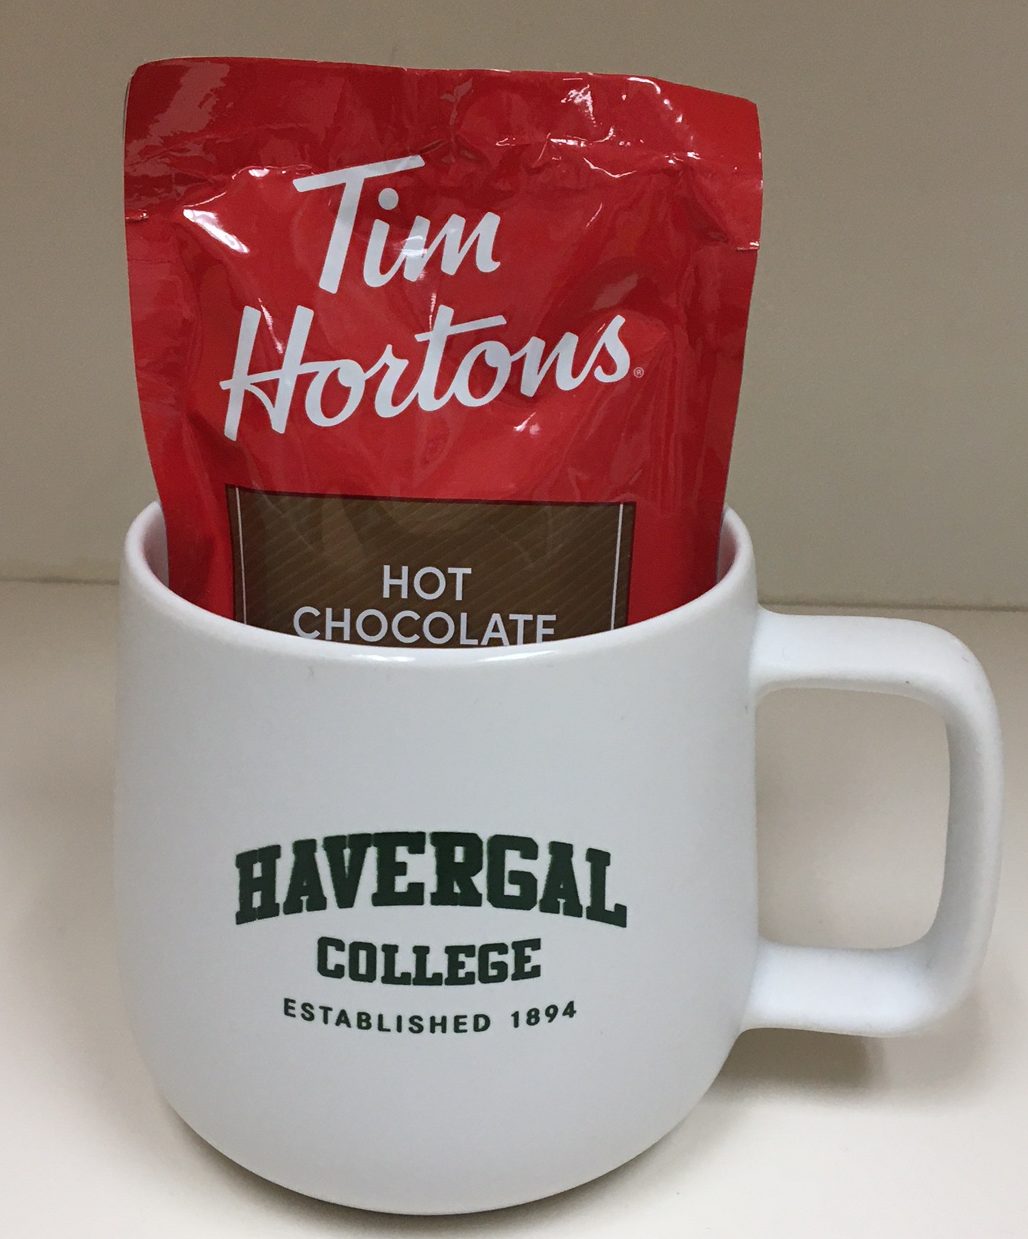 Tim
Hortons®
HOT
CHOCOLATE
HAVERGAL
COLLEGE
ESTABLISHED 1894